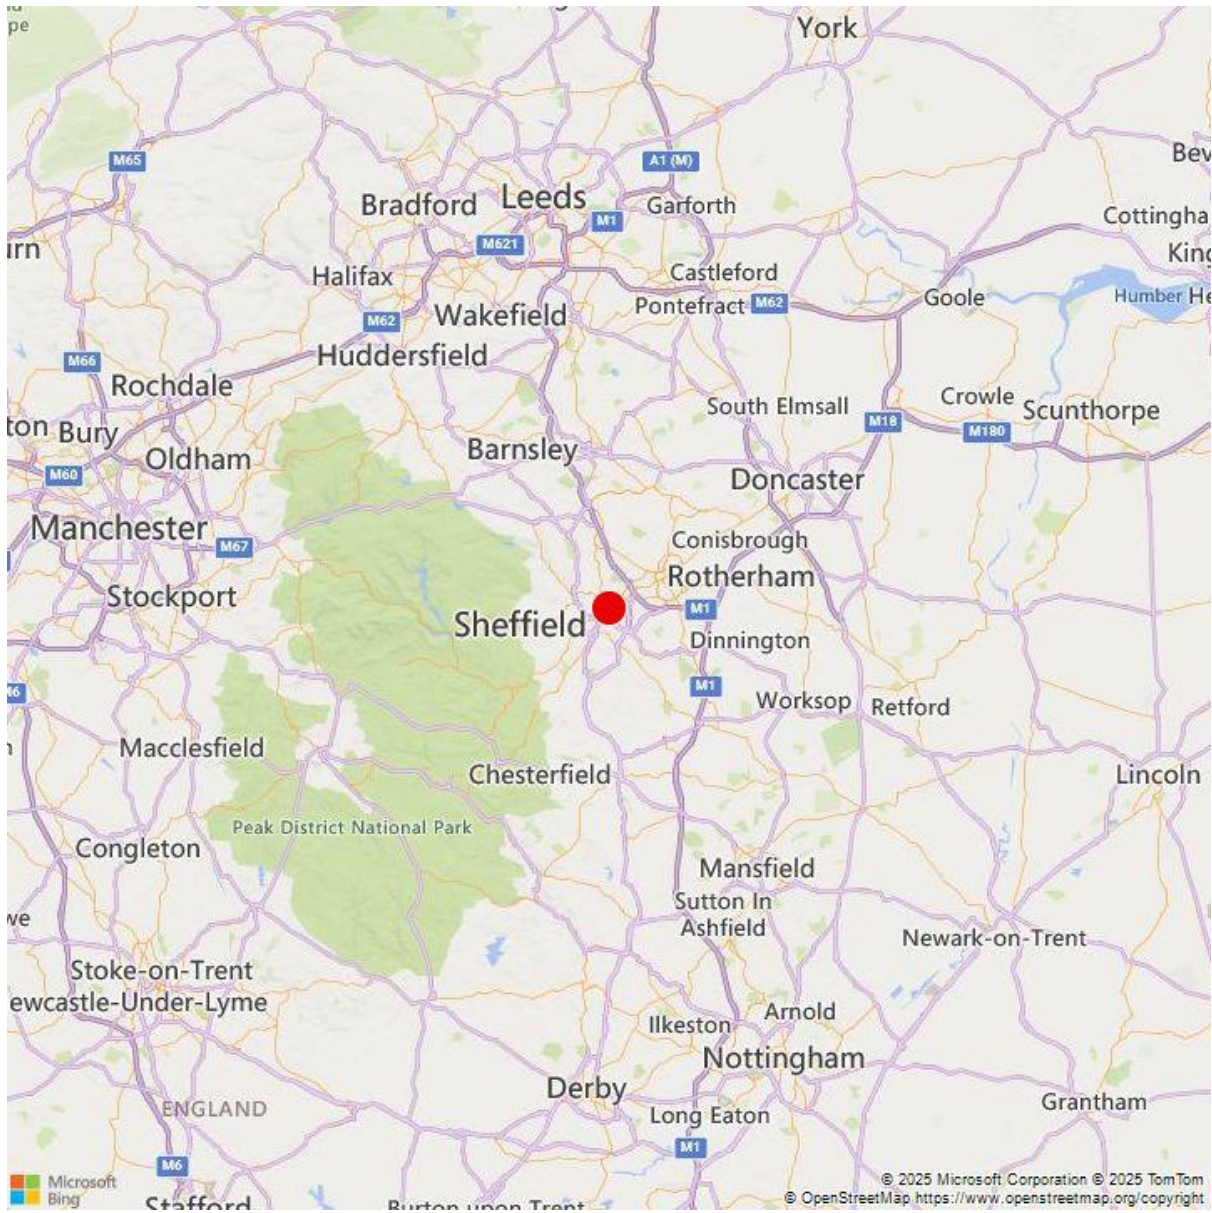 York
M65
A1 (M)
Bradford
Leeds
Garforth
M1
M621
Halifax
Castleford
Pontefract
M62
Goole
Humber
Wakefield
M62
Huddersfield
M66
Rochdale
Bury
Oldham
M60
South Elmsall
Crowle
Scunthorpe
M18
M180
Barnsley
Doncaster
Manchester
M67
Conisbrough
Rotherham
Stockport
Sheffield
M1
Dinnington
M1
Worksop
Retford
Macclesfield
Chesterfield
Lincoln
Peak District National Park
Congleton
Mansfield
Sutton In
Ashfield
Newark-on-Trent
Stoke-on-Trent
ewcastle-Under-Lyme
Arnold
Ilkeston
Nottingham
Derby
ENGLAND
Long Eaton
Grantham
M1
M6
Stafford
Burton upon Trent
Microsoft
Bing
© 2025 Microsoft Corporation © 2025 TomTom
© OpenStreetMap https://www.openstreetmap.org/copyright